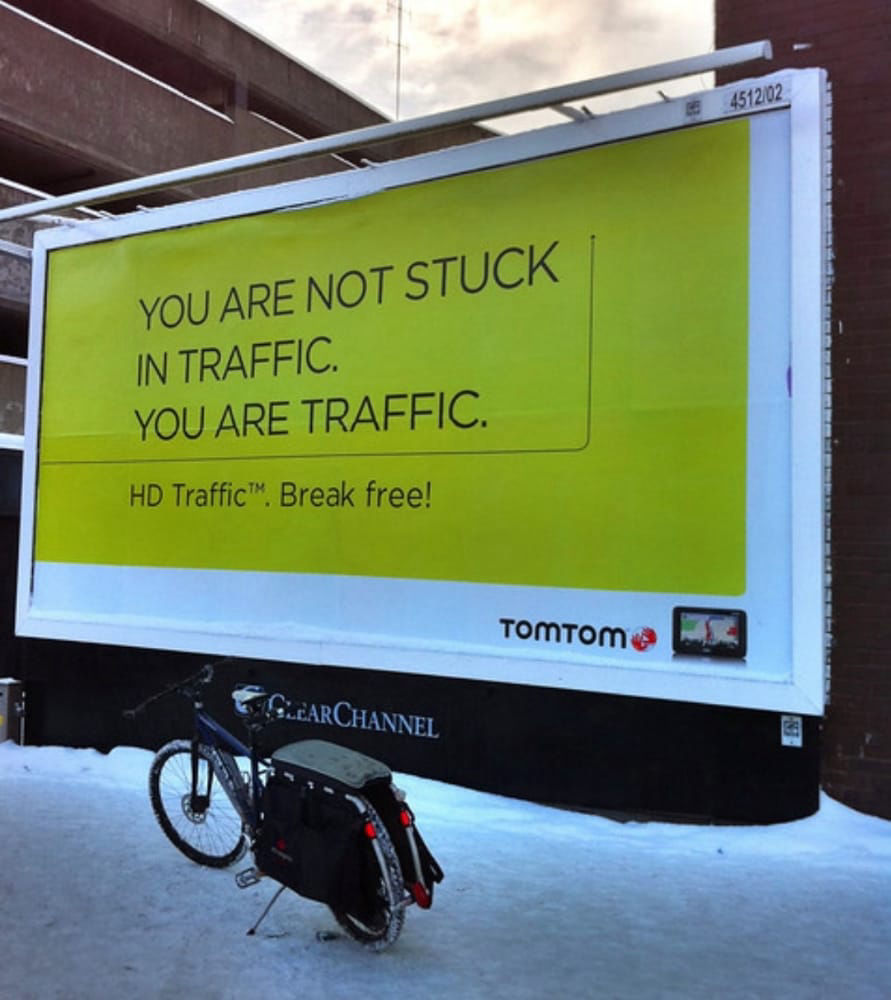 4512/02
YOU ARE NOT STUCK
IN TRAFFIC.
YOU ARE TRAFFIC.
HD Traffic™. Break free!
TOMTOM
CLEARCHANNEL